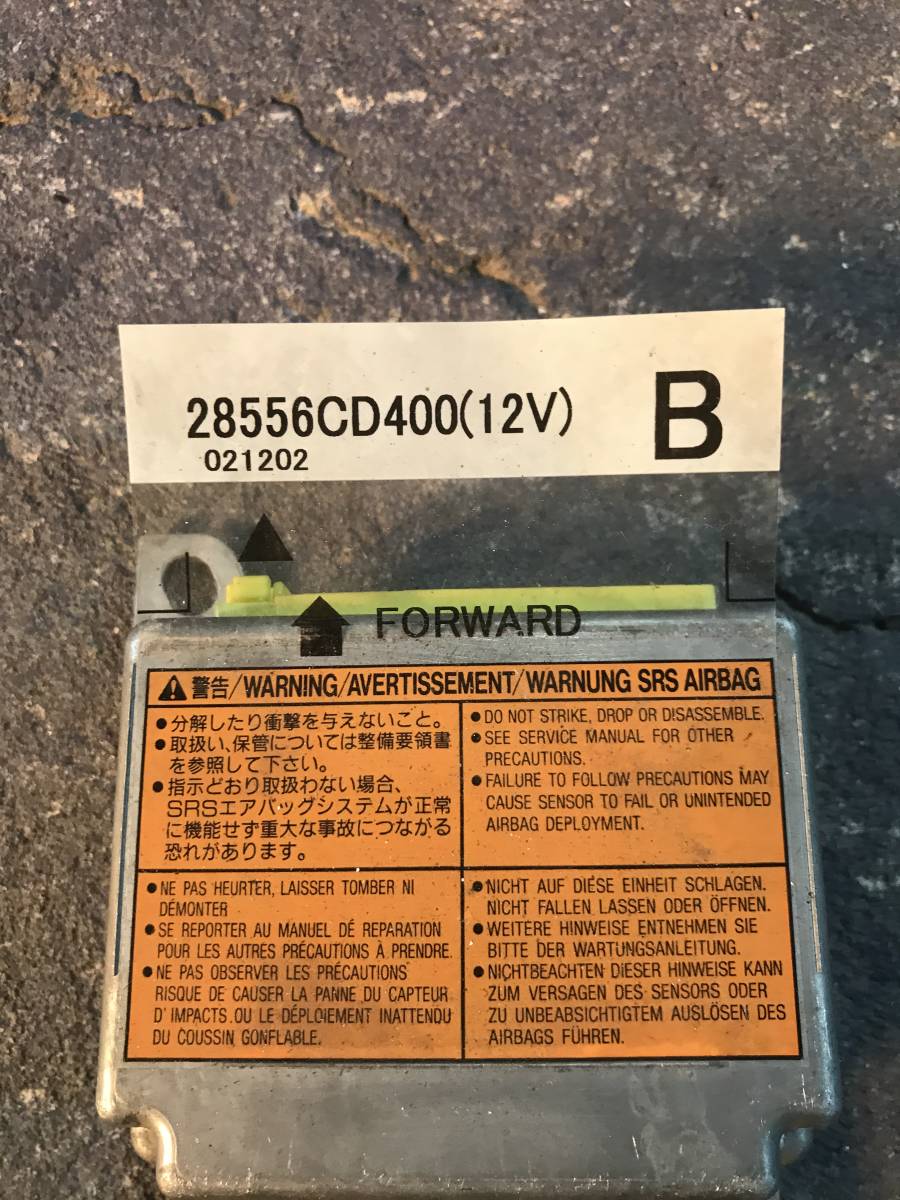 28556CD400(12V)
B
021202
FORWARD
警告/WARNING/AVERTISSEMENT/WARNUNG SRS AIRBAG
●分解したり衝撃を与えないこと。
●取扱い、保管については整備要領書
を参照して下さい。
●指示どおり取扱わない場合、
SRSエアバッグシステムが正常
に機能せず重大な事故につながる
恐れがあります。
●DO NOT STRIKE, DROP OR DISASSEMBLE.
●SEE SERVICE MANUAL FOR OTHER
PRECAUTIONS.
●FAILURE TO FOLLOW PRECAUTIONS MAY
CAUSE SENSOR TO FAIL OR UNINTENDED
AIRBAG DEPLOYMENT.
●NE PAS HEURTER, LAISSER TOMBER NI
DÉMONTER
●SE REPORTER AU MANUEL DÉ REPARATION
POUR LES AUTRES PRÉCAUTIONS À PRENDRE.
●NE PAS OBSERVER LES PRÉCAUTIONS
RISQUE DE CAUSER LA PANNE DU CAPTEUR
D'IMPACTS.OU LE DÉPLOIEMENT INATTENDU
DU COUSSIN GONFLABLE.
●NICHT AUF DIESE EINHEIT SCHLAGEN.
NICHT FALLEN LASSEN ODER ÖFFNEN.
●WEITERE HINWEISE ENTNEHMEN SIE
BITTE DER WARTUNGSANLEITUNG.
●NICHTBEACHTEN DIESER HINWEISE KANN
ZUM VERSAGEN DES SENSORS ODER
ZU UNBEABSICHTIGTEM AUSLÖSEN DES
AIRBAGS FÜHREN.